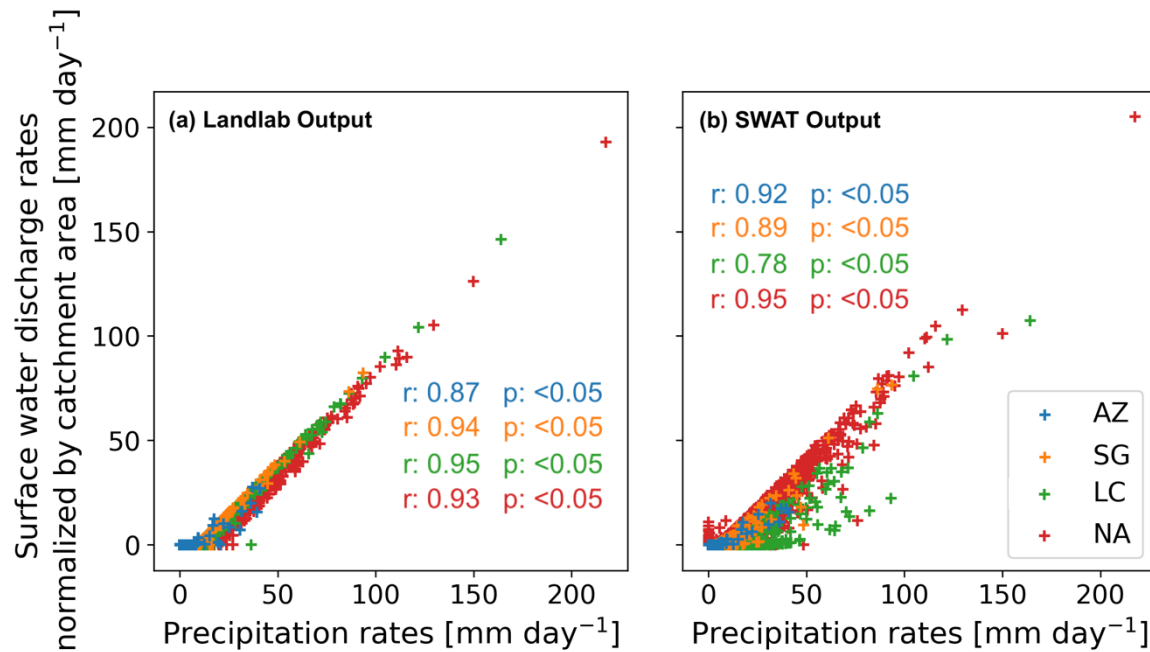 Surface water discharge rates
normalized by catchment area [mm day⁻¹]
(a) Landlab Output
200
150
100
50
0
r: 0.87 p: <0.05
r: 0.94 p: <0.05
r: 0.95 p: <0.05
r: 0.93 p: <0.05
0 50 100 150 200
Precipitation rates [mm day⁻¹]
(b) SWAT Output
r: 0.92 p: <0.05
r: 0.89 p: <0.05
r: 0.78 p: <0.05
r: 0.95 p: <0.05
AZ
SG
LC
NA
0 50 100 150 200
Precipitation rates [mm day⁻¹]